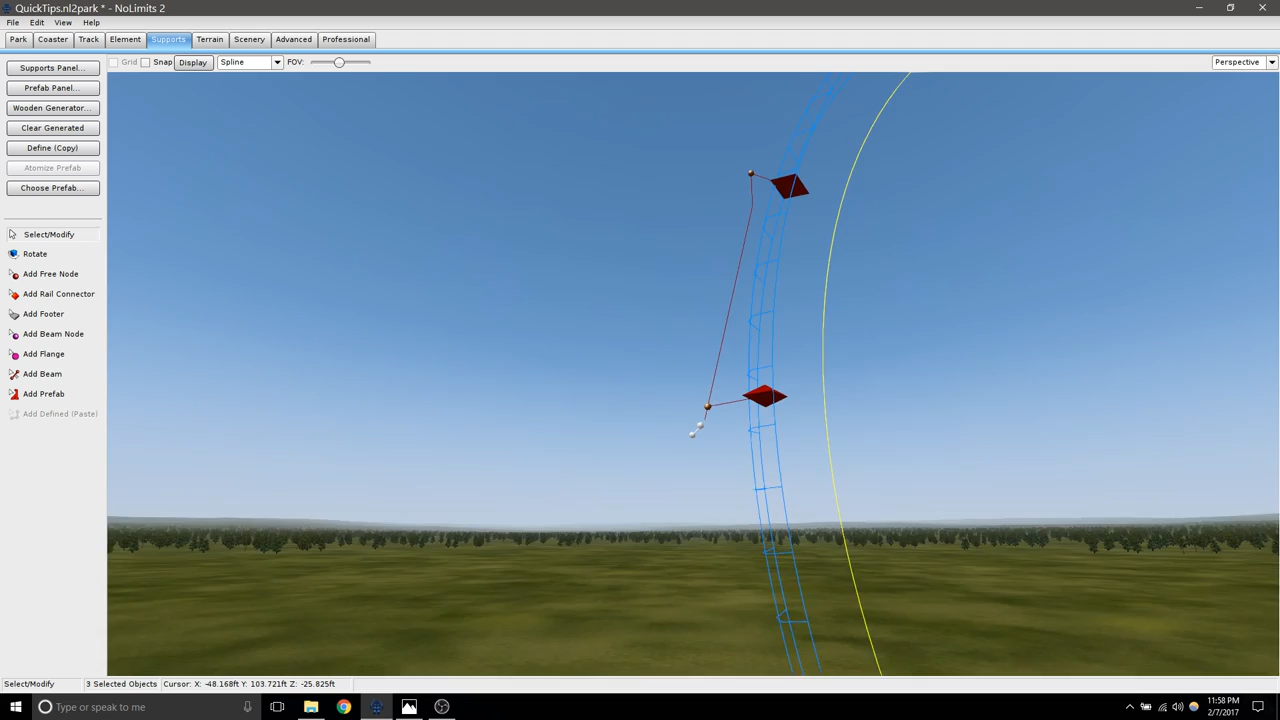 QuickTips.nl2park * - NoLimits 2
File Edit View Help
Park Coaster Track Element Supports Terrain Scenery Advanced Professional
Supports Panel... Grid Snap Display Spline FOV: Perspective
Prefab Panel...
Wooden Generator...
Clear Generated
Define (Copy)
Atomize Prefab
Choose Prefab...
Select/Modify
Rotate
Add Free Node
Add Rail Connector
Add Footer
Add Beam Node
Add Flange
Add Beam
Add Prefab
Add Defined (Paste)
Select/Modify 3 Selected Objects Cursor: X: -48.168ft Y: 103.721ft Z: -25.825ft
Type or speak to me
11:58 PM
2/7/2017